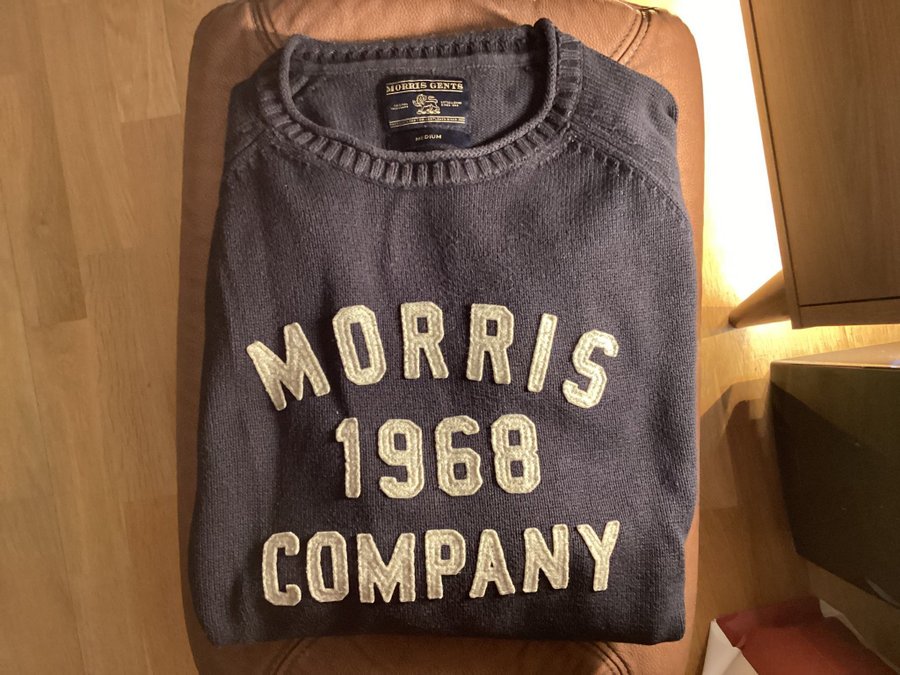 MORRIS GENTS
MEDIUM
MORRIS
1968
COMPANY